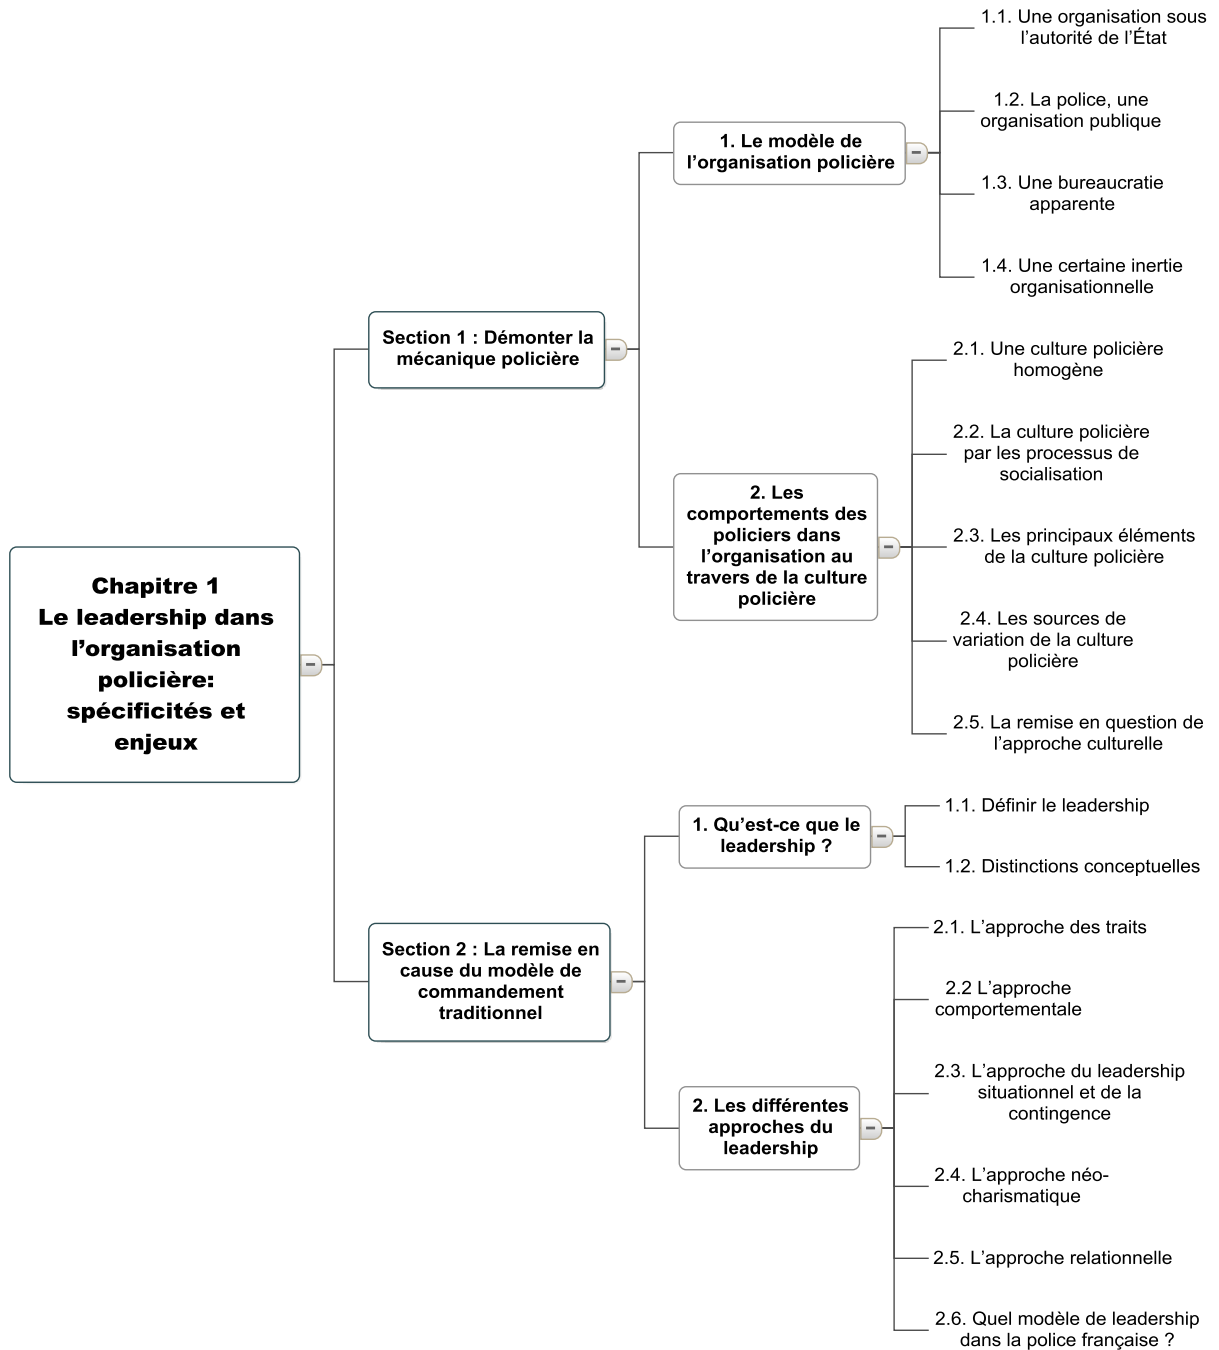 Chapitre 1
Le leadership dans
l’organisation
policière:
spécificités et
enjeux
Section 1 : Démonter la
mécanique policière
1. Le modèle de
l’organisation policière
1.1. Une organisation sous
l’autorité de l’État
1.2. La police, une
organisation publique
1.3. Une bureaucratie
apparente
1.4. Une certaine inertie
organisationnelle
2. Les
comportements des
policiers dans
l’organisation au
travers de la culture
policière
2.1. Une culture policière
homogène
2.2. La culture policière
par les processus de
socialisation
2.3. Les principaux éléments
de la culture policière
2.4. Les sources de
variation de la culture
policière
2.5. La remise en question de
l’approche culturelle
Section 2 : La remise en
cause du modèle de
commandement
traditionnel
1. Qu’est-ce que le
leadership ?
1.1. Définir le leadership
1.2. Distinctions conceptuelles
2. Les différentes
approches du
leadership
2.1. L’approche des traits
2.2 L’approche
comportementale
2.3. L’approche du leadership
situationnel et de la
contingence
2.4. L’approche néo-
charismatique
2.5. L’approche relationnelle
2.6. Quel modèle de leadership
dans la police française ?